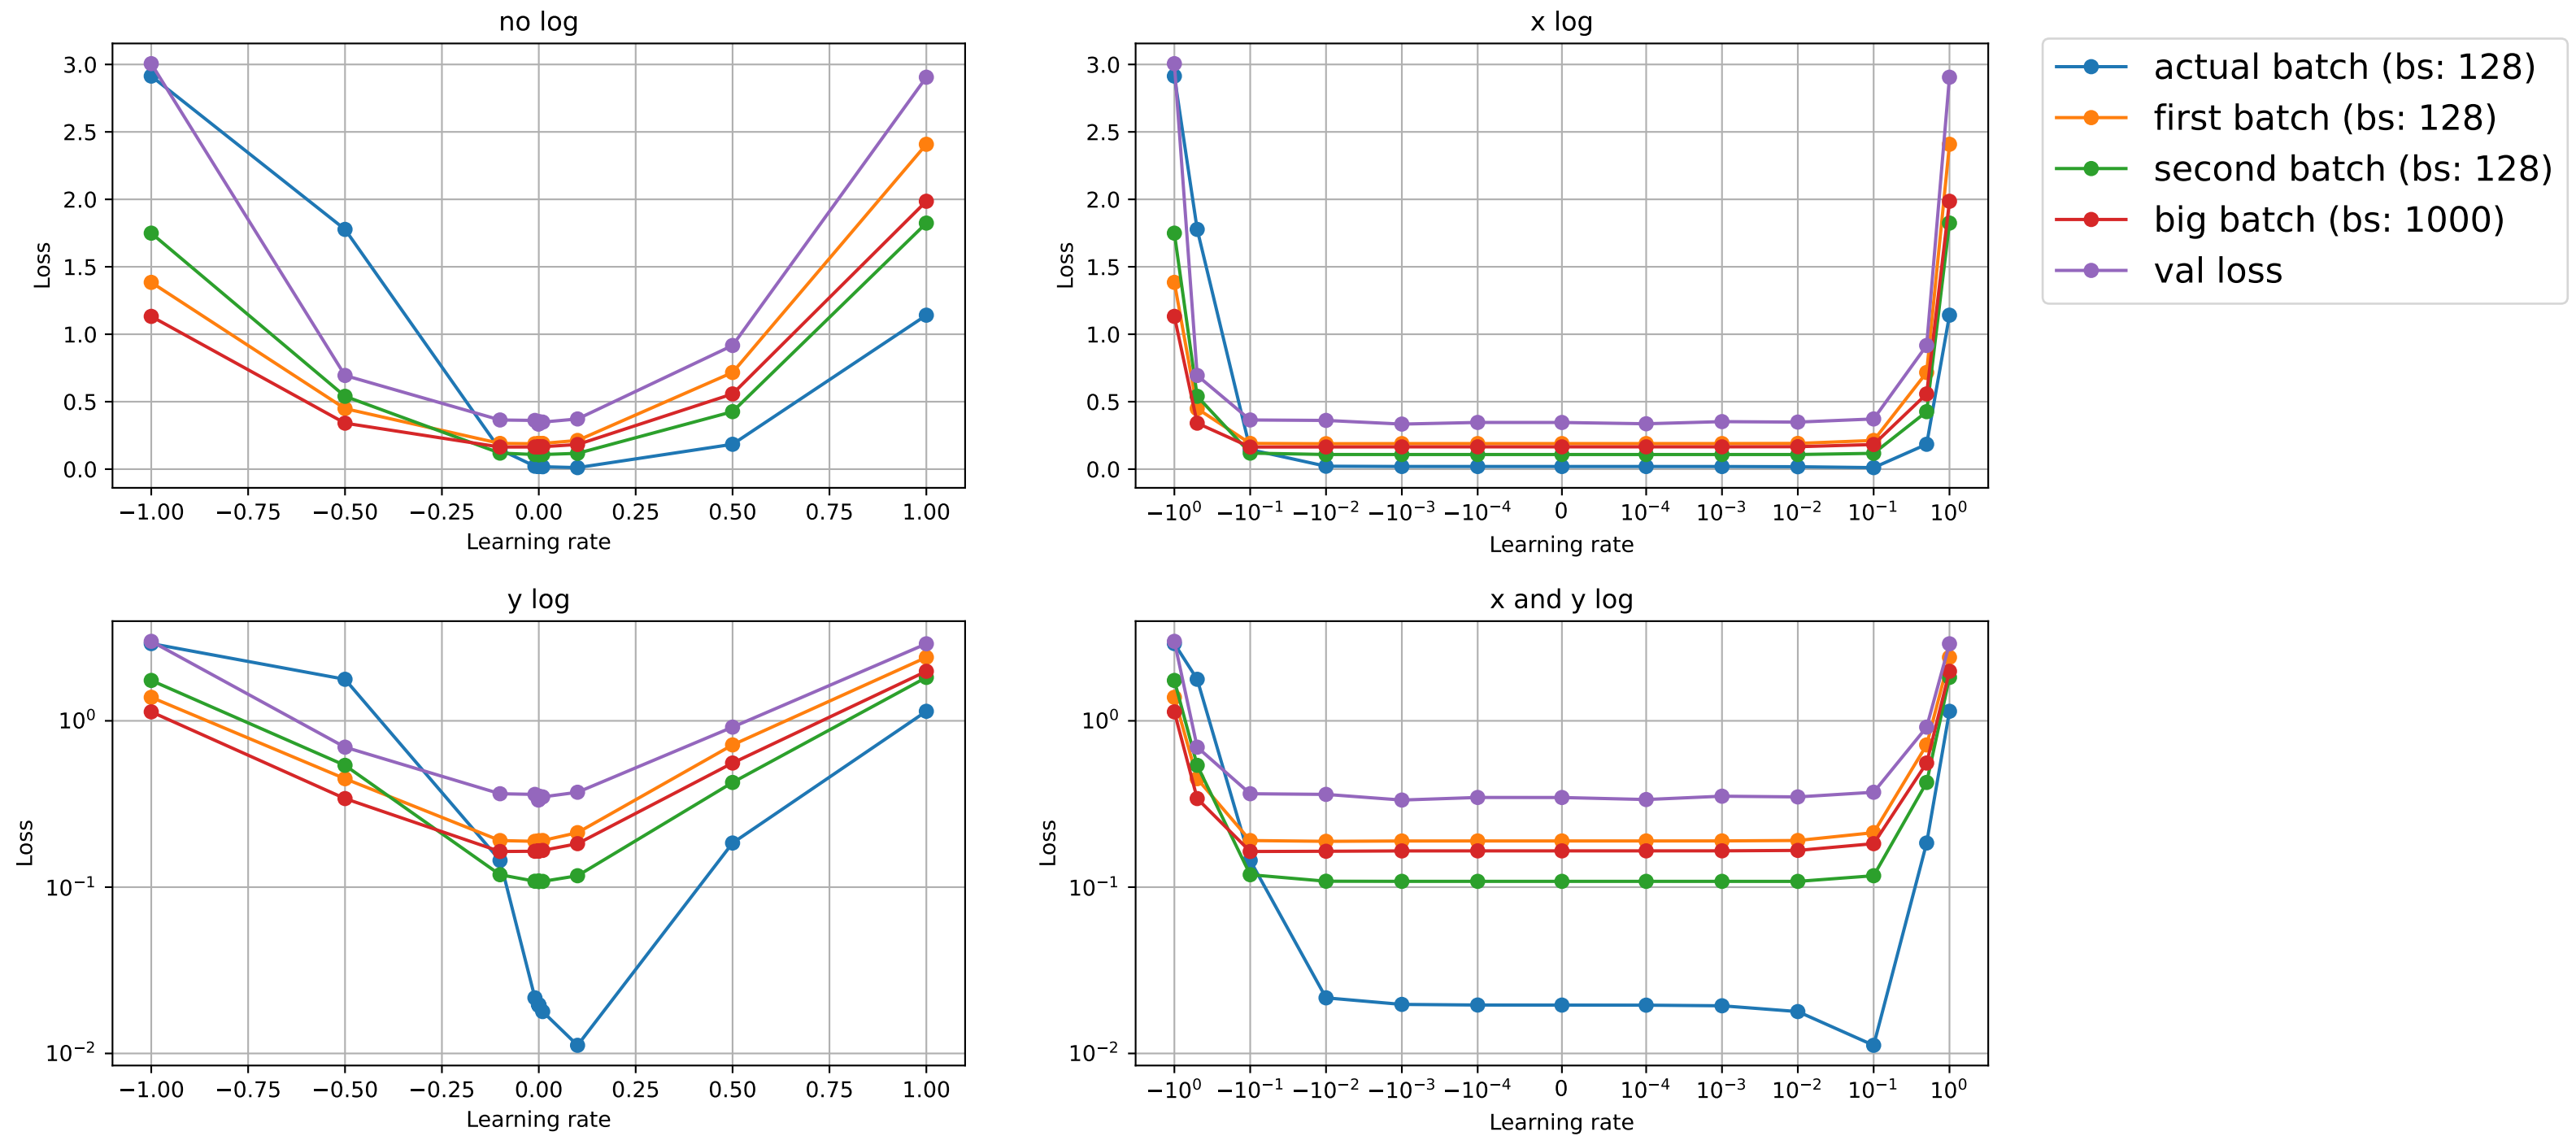 no log
3.0
2.5
2.0
1.5
1.0
0.5
0.0
Loss
−1.00 −0.75 −0.50 −0.25 0.00 0.25 0.50 0.75 1.00
Learning rate
x log
3.0
2.5
2.0
1.5
1.0
0.5
0.0
Loss
−10⁰ −10⁻¹ −10⁻² −10⁻³ −10⁻⁴ 0 10⁻⁴ 10⁻³ 10⁻² 10⁻¹ 10⁰
Learning rate
actual batch (bs: 128)
first batch (bs: 128)
second batch (bs: 128)
big batch (bs: 1000)
val loss
y log
10⁰
10⁻¹
10⁻²
Loss
−1.00 −0.75 −0.50 −0.25 0.00 0.25 0.50 0.75 1.00
Learning rate
x and y log
10⁰
10⁻¹
10⁻²
Loss
−10⁰ −10⁻¹ −10⁻² −10⁻³ −10⁻⁴ 0 10⁻⁴ 10⁻³ 10⁻² 10⁻¹ 10⁰
Learning rate